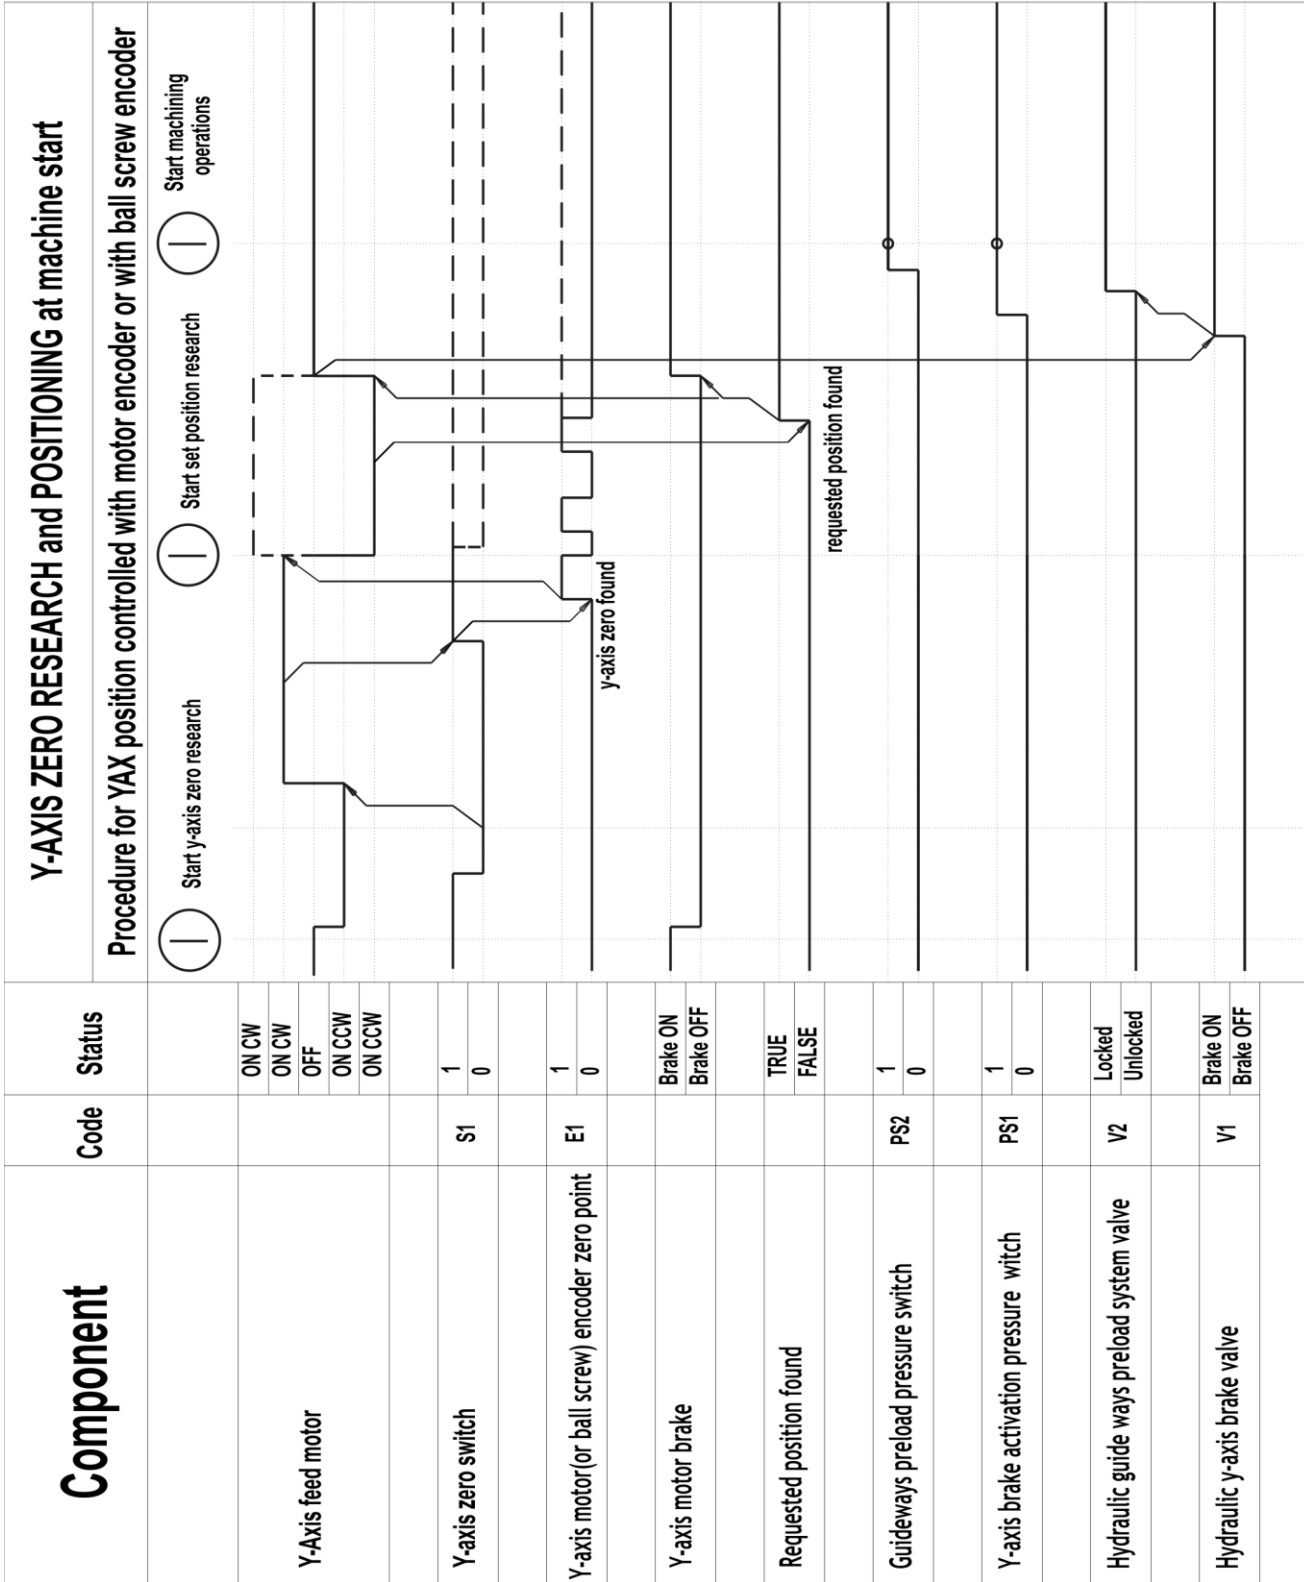 Y-AXIS ZERO RESEARCH and POSITIONING at machine start
Component
Code
Status
Procedure for YAX position controlled with motor encoder or with ball screw encoder
Start y-axis zero research
Start set position research
Start machining
operations
Y-Axis feed motor
ON CW
ON CW
OFF
ON CCW
ON CCW
Y-axis zero switch
S1
1
0
Y-axis motor(or ball screw) encoder zero point
E1
1
0
y-axis zero found
Y-axis motor brake
Brake ON
Brake OFF
Requested position found
TRUE
FALSE
requested position found
Guideways preload pressure switch
PS2
1
0
Y-axis brake activation pressure witch
PS1
1
0
Hydraulic guide ways preload system valve
V2
Locked
Unlocked
Hydraulic y-axis brake valve
V1
Brake ON
Brake OFF